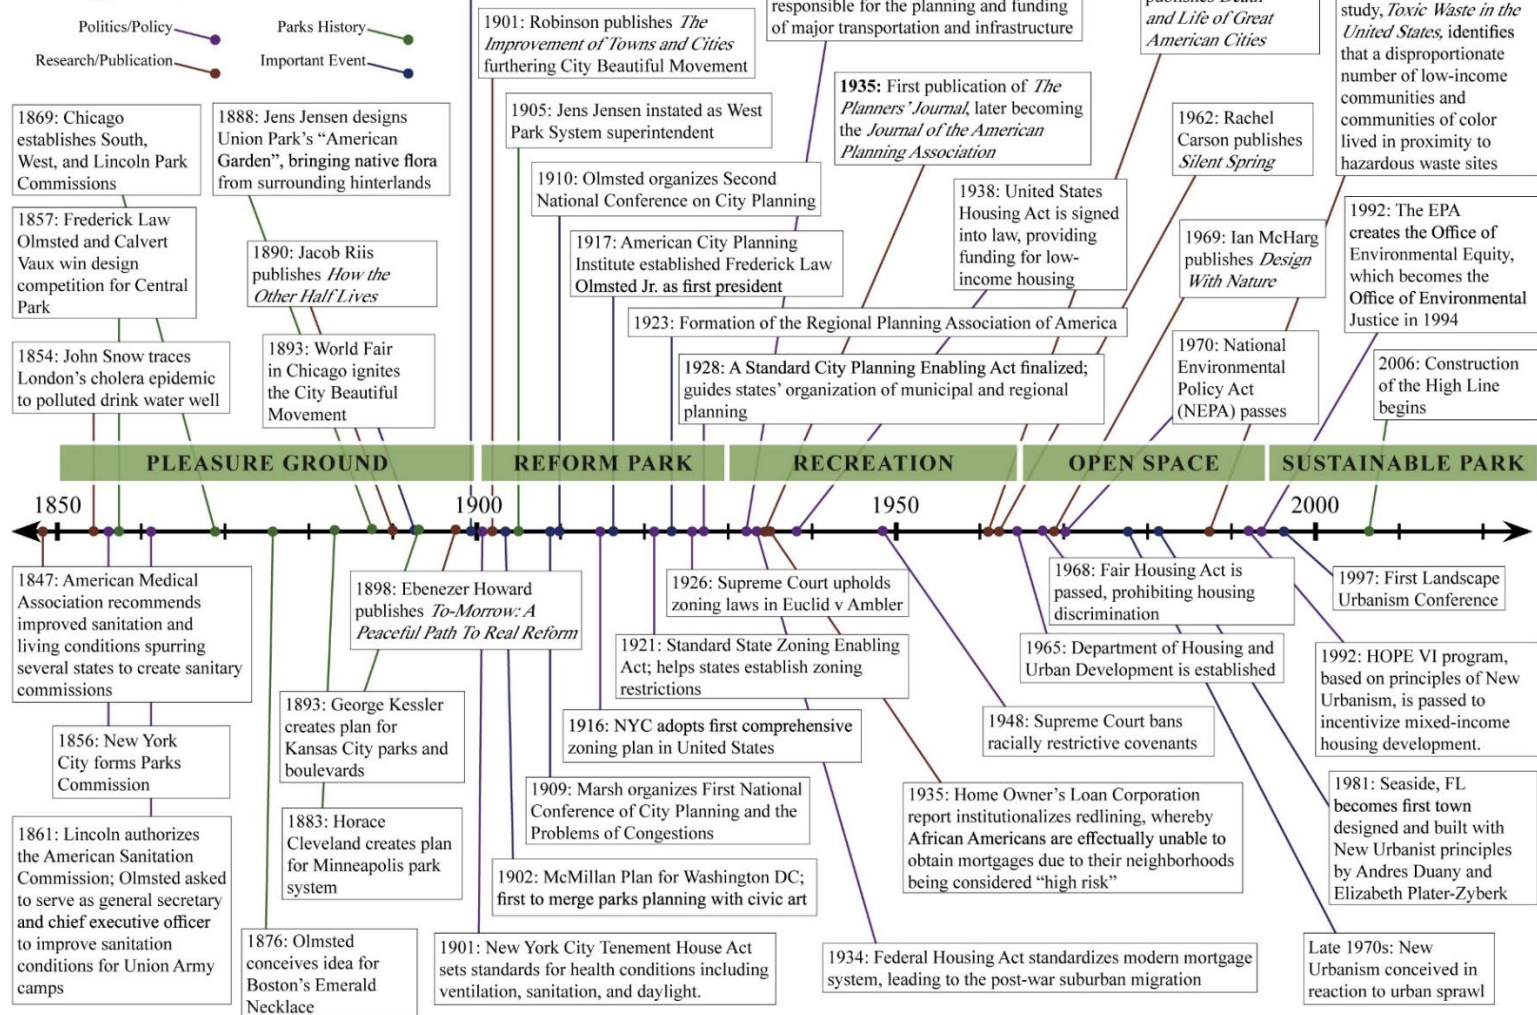 Politics/Policy
Parks History
Research/Publication
Important Event
1869: Chicago
establishes South,
West, and Lincoln Park
Commissions
1857: Frederick Law
Olmsted and Calvert
Vaux win design
competition for Central
Park
1854: John Snow traces
London's cholera epidemic
to polluted drink water well
1888: Jens Jensen designs
Union Park's “American
Garden”, bringing native flora
from surrounding hinterlands
1890: Jacob Riis
publishes How the
Other Half Lives
1893: World Fair
in Chicago ignites
the City Beautiful
Movement
1901: Robinson publishes The
Improvement of Towns and Cities
furthering City Beautiful Movement
1905: Jens Jensen instated as West
Park System superintendent
1910: Olmsted organizes Second
National Conference on City Planning
1917: American City Planning
Institute established Frederick Law
Olmsted Jr. as first president
1923: Formation of the Regional Planning Association of America
1928: A Standard City Planning Enabling Act finalized;
guides states' organization of municipal and regional
planning
responsible for the planning and funding
of major transportation and infrastructure
1935: First publication of The
Planners' Journal, later becoming
the Journal of the American
Planning Association
1938: United States
Housing Act is signed
into law, providing
funding for low-
income housing
and Life of Great
American Cities
1962: Rachel
Carson publishes
Silent Spring
1969: Ian McHarg
publishes Design
With Nature
1970: National
Environmental
Policy Act
(NEPA) passes
study, Toxic Waste in the
United States, identifies
that a disproportionate
number of low-income
communities and
communities of color
lived in proximity to
hazardous waste sites
1992: The EPA
creates the Office of
Environmental Equity,
which becomes the
Office of Environmental
Justice in 1994
2006: Construction
of the High Line
begins
PLEASURE GROUND
REFORM PARK
RECREATION
OPEN SPACE
SUSTAINABLE PARK
1850
1900
1950
2000
1847: American Medical
Association recommends
improved sanitation and
living conditions spurring
several states to create sanitary
commissions
1856: New York
City forms Parks
Commission
1861: Lincoln authorizes
the American Sanitation
Commission; Olmsted asked
to serve as general secretary
and chief executive officer
to improve sanitation
conditions for Union Army
camps
1876: Olmsted
conceives idea for
Boston's Emerald
Necklace
1883: Horace
Cleveland creates plan
for Minneapolis park
system
1893: George Kessler
creates plan for
Kansas City parks and
boulevards
1898: Ebenezer Howard
publishes To-Morrow: A
Peaceful Path To Real Reform
1901: New York City Tenement House Act
sets standards for health conditions including
ventilation, sanitation, and daylight.
1902: McMillan Plan for Washington DC;
first to merge parks planning with civic art
1909: Marsh organizes First National
Conference of City Planning and the
Problems of Congestions
1916: NYC adopts first comprehensive
zoning plan in United States
1921: Standard State Zoning Enabling
Act; helps states establish zoning
restrictions
1926: Supreme Court upholds
zoning laws in Euclid v Ambler
1934: Federal Housing Act standardizes modern mortgage
system, leading to the post-war suburban migration
1935: Home Owner's Loan Corporation
report institutionalizes redlining, whereby
African Americans are effectually unable to
obtain mortgages due to their neighborhoods
being considered “high risk”
1948: Supreme Court bans
racially restrictive covenants
1965: Department of Housing and
Urban Development is established
1968: Fair Housing Act is
passed, prohibiting housing
discrimination
1997: First Landscape
Urbanism Conference
1992: HOPE VI program,
based on principles of New
Urbanism, is passed to
incentivize mixed-income
housing development.
1981: Seaside, FL
becomes first town
designed and built with
New Urbanist principles
by Andres Duany and
Elizabeth Plater-Zyberk
Late 1970s: New
Urbanism conceived in
reaction to urban sprawl